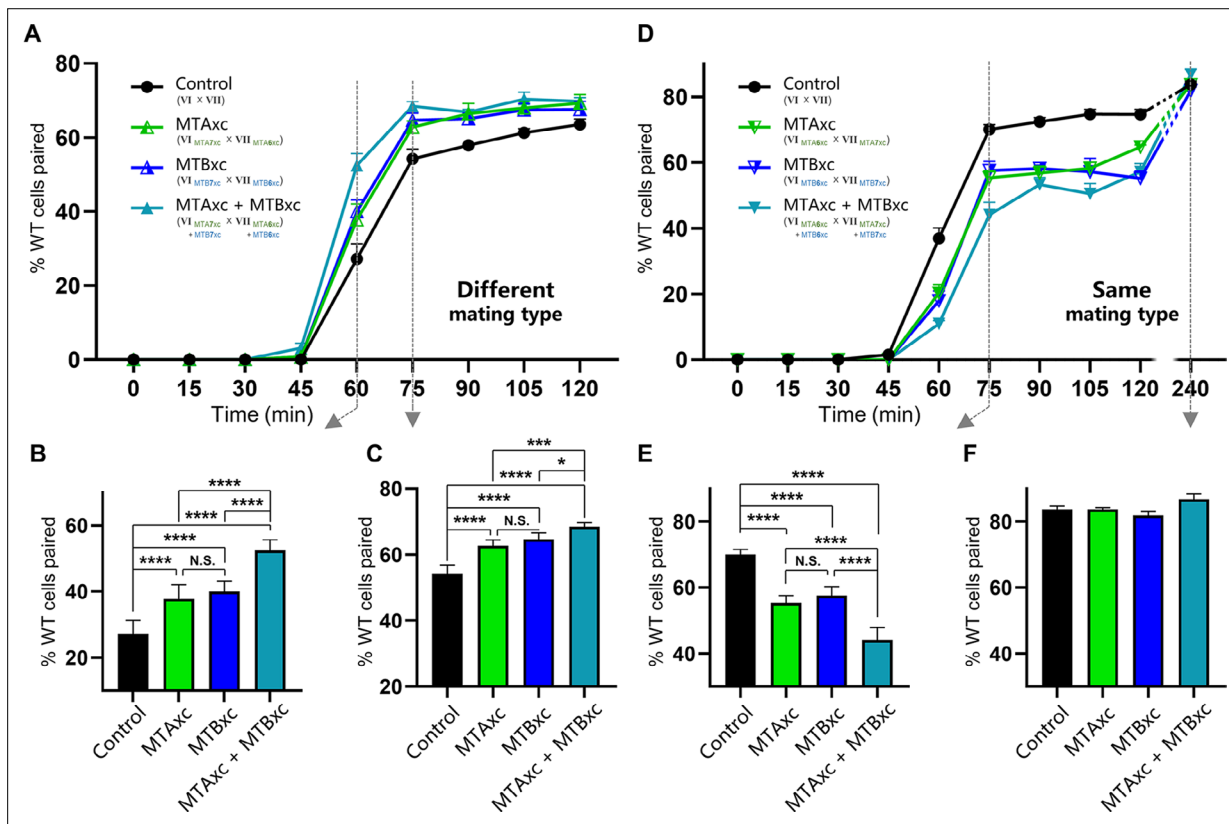 A
80
60
40
20
0
% WT cells paired
Control
(VI × VII)
MTAxc
(VI MTA7xc × VII MTA6xc)
MTBxc
(VI MTB7xc × VII MTB6xc)
MTAxc + MTBxc
(VI MTA7xc × VII MTA6xc)
+ MTB7xc + MTB6xc
Different
mating type
0 15 30 45 60 75 90 105 120
Time (min)
D
80
60
40
20
0
% WT cells paired
Control
(VI × VII)
MTAxc
(VI MTA6xc × VII MTA7xc)
MTBxc
(VI MTB6xc × VII MTB7xc)
MTAxc + MTBxc
(VI MTA6xc × VII MTA7xc)
+ MTB6xc + MTB7xc
Same
mating type
0 15 30 45 60 75 90 105 120 240
Time (min)
B
60
40
20
% WT cells paired
****
**** ****
****
**** N.S.
Control
MTAxc
MTBxc
MTAxc + MTBxc
C
80
60
40
20
% WT cells paired
***
**** *
****
**** N.S.
Control
MTAxc
MTBxc
MTAxc + MTBxc
E
80
60
40
% WT cells paired
****
****
**** ****
N.S. ****
Control
MTAxc
MTBxc
MTAxc + MTBxc
F
80
60
40
% WT cells paired
Control
MTAxc
MTBxc
MTAxc + MTBxc